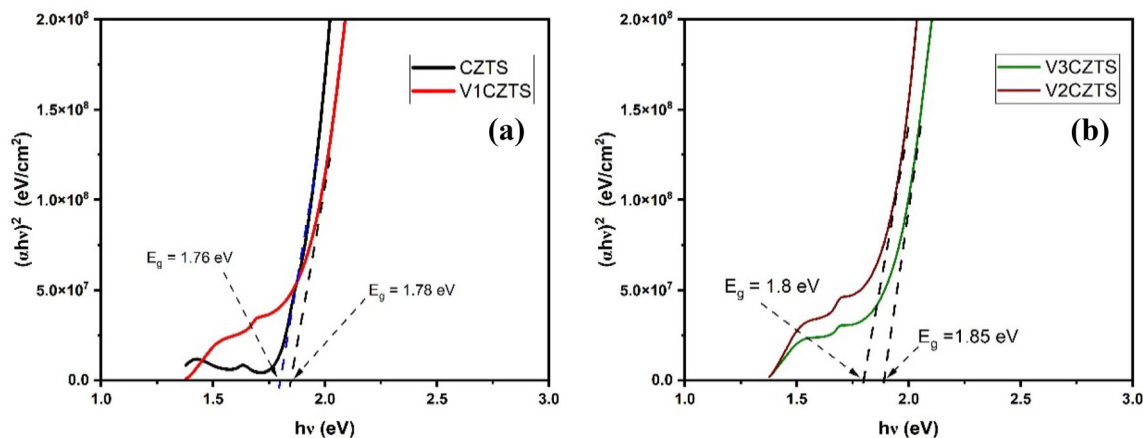 2.0×10⁸
1.5×10⁸
1.0×10⁸
5.0×10⁷
0.0
(αhν)² (eV/cm²)
CZTS
V1CZTS
(a)
E_g = 1.76 eV
E_g = 1.78 eV
1.0 1.5 2.0 2.5 3.0
hν (eV)
2.0×10⁸
1.5×10⁸
1.0×10⁸
5.0×10⁷
0.0
(αhν)² (eV/cm²)
V3CZTS
V2CZTS
(b)
E_g = 1.8 eV
E_g =1.85 eV
1.0 1.5 2.0 2.5 3.0
hν (eV)